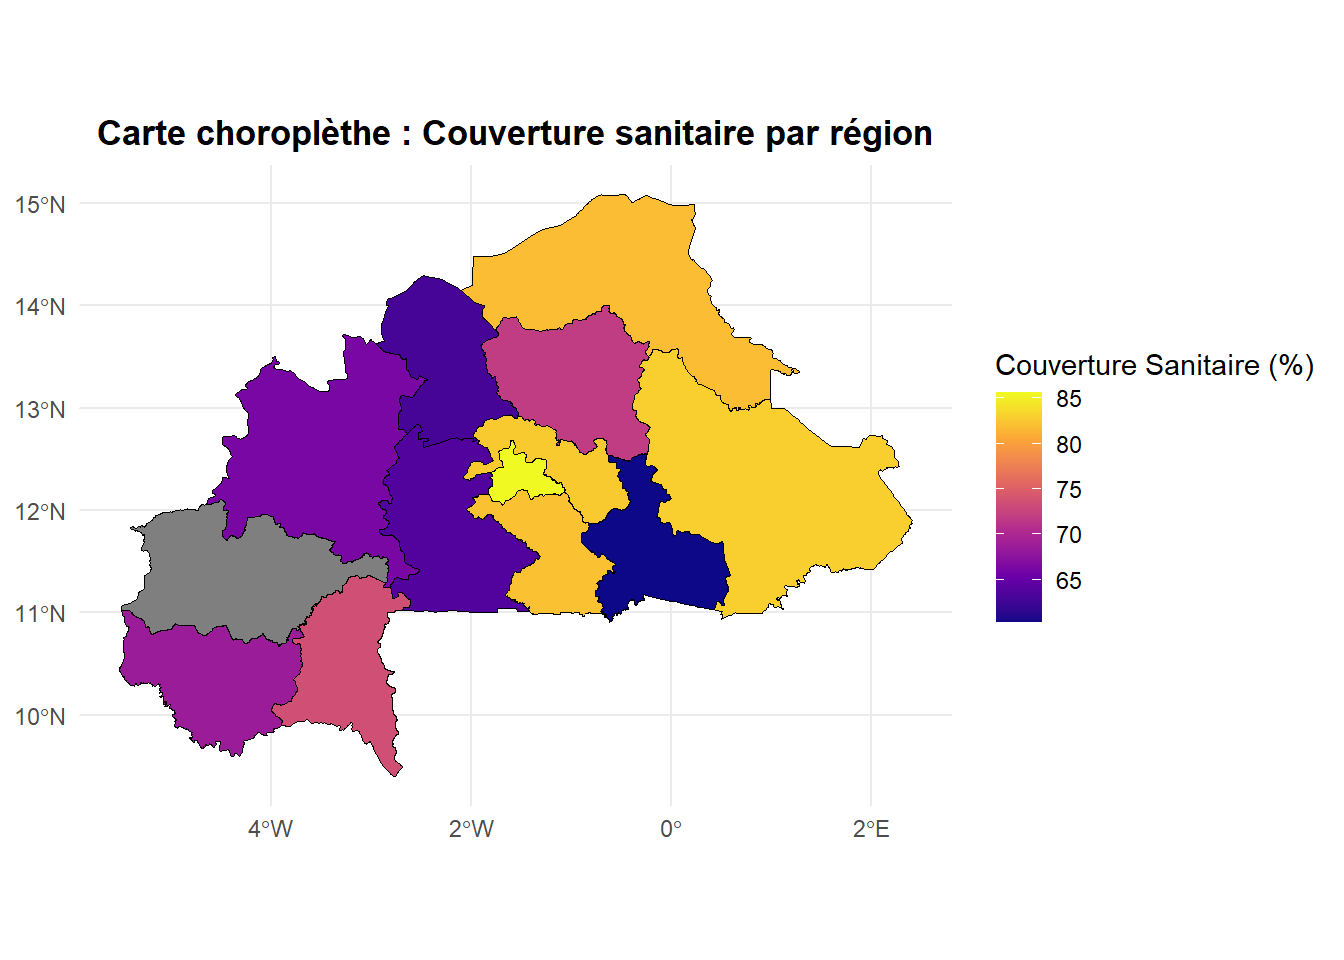 Carte choroplèthe : Couverture sanitaire par région
15°N
14°N
13°N
12°N
11°N
10°N
4°W
2°W
0°
2°E
Couverture Sanitaire (%)
85
80
75
70
65